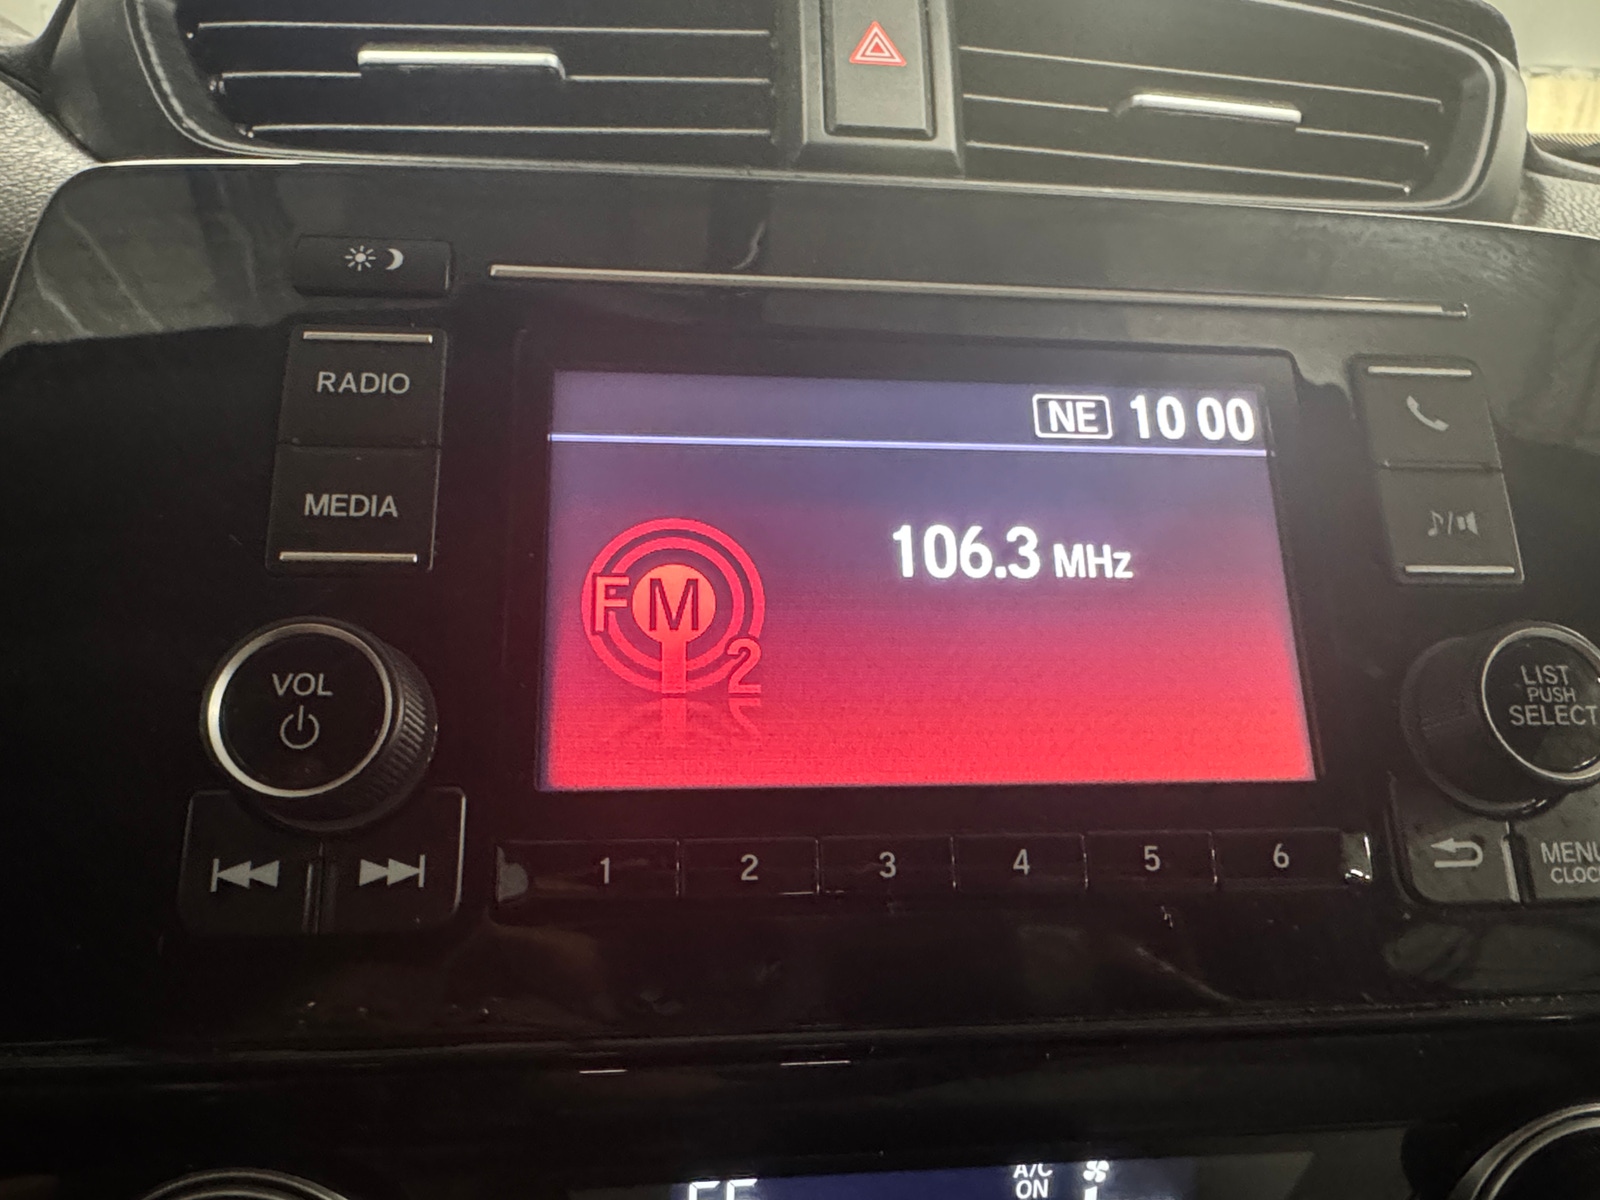 RADIO
MEDIA
NE 10 00
106.3 MHz
FM
2
VOL
LIST
PUSH
SELECT
1 2 3 4 5 6
MENU
A/C
ON